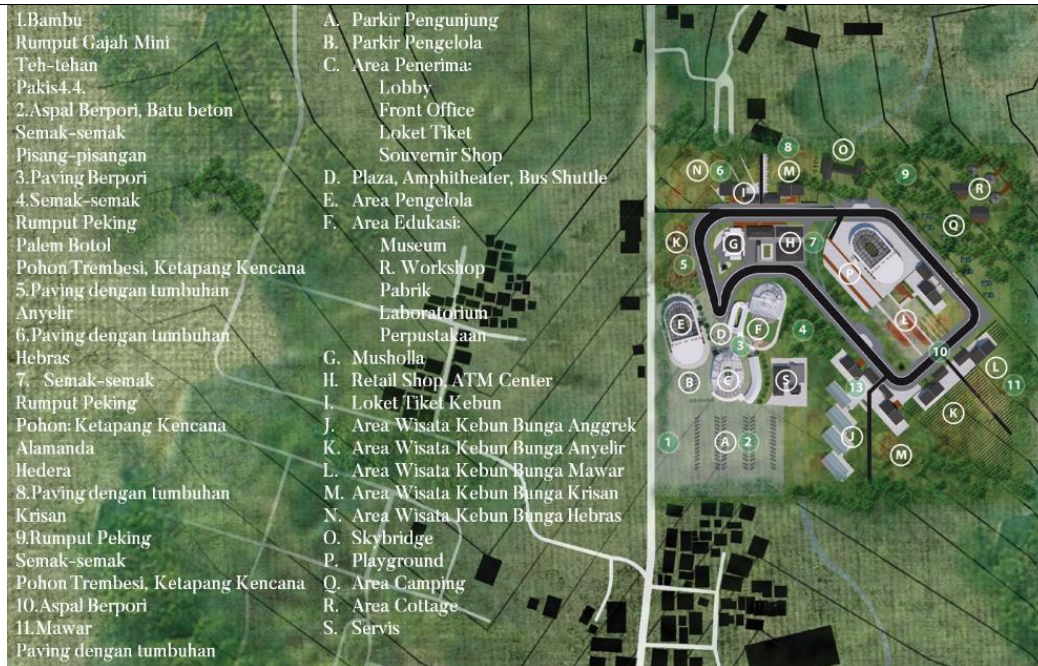 1.Bambu
Rumput Gajah Mini
Teh-tehan
Pakis4.4.
2.Aspal Berpori, Batu beton
Semak-semak
Pisang-pisangan
3.Paving Berpori
4.Semak-semak
Rumput Peking
Palem Botol
Pohon Trembesi, Ketapang Kencana
5.Paving dengan tumbuhan
Anyelir
6.Paving dengan tumbuhan
Hebras
7. Semak-semak
Rumput Peking
Pohon: Ketapang Kencana
Alamanda
Hedera
8.Paving dengan tumbuhan
Krisan
9.Rumput Peking
Semak-semak
Pohon Trembesi, Ketapang Kencana
10.Aspal Berpori
11.Mawar
Paving dengan tumbuhan
A. Parkir Pengunjung
B. Parkir Pengelola
C. Area Penerima:
Lobby
Front Office
Loket Tiket
Souvernir Shop
D. Plaza, Amphitheater, Bus Shuttle
E. Area Pengelola
F. Area Edukasi:
Museum
R. Workshop
Pabrik
Laboratorium
Perpustakaan
G. Musholla
H. Retail Shop, ATM Center
I. Loket Tiket Kebun
J. Area Wisata Kebun Bunga Anggrek
K. Area Wisata Kebun Bunga Anyelir
L. Area Wisata Kebun Bunga Mawar
M. Area Wisata Kebun Bunga Krisan
N. Area Wisata Kebun Bunga Hebras
O. Skybridge
P. Playground
Q. Area Camping
R. Area Cottage
S. Servis
8
O
N
6
M
9
I
R
Q
K
G
H
7
5
P
E
D
F
4
L
3
10
B
C
S
13
L
11
K
1
A
2
J
M